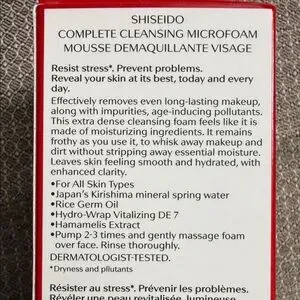 SHISEIDO
COMPLETE CLEANSING MICROFOAM
MOUSSE DEMAQUILLANTE VISAGE
Resist stress*. Prevent problems.
Reveal your skin at its best, today and every
day.
Effectively removes even long-lasting makeup,
along with impurities, age-inducing pollutants.
This extra dense cleansing foam feels like it is
made of moisturizing ingredients. It remains
frothy as you use it, to whisk away makeup and
dirt without stripping away essential moisture.
Leaves skin feeling smooth and hydrated, with
enhanced clarity.
•For All Skin Types
•Japan's Kirishima mineral spring water
•Rice Germ Oil
•Hydro-Wrap Vitalizing DE 7
•Hamamelis Extract
•Pump 2-3 times and gently massage foam
over face. Rinse thoroughly.
DERMATOLOGIST-TESTED.
*Dryness and pllutants
Résister au stress*. Prévenir les problèmes.
Révéler une peau revitalisée, lumineuse